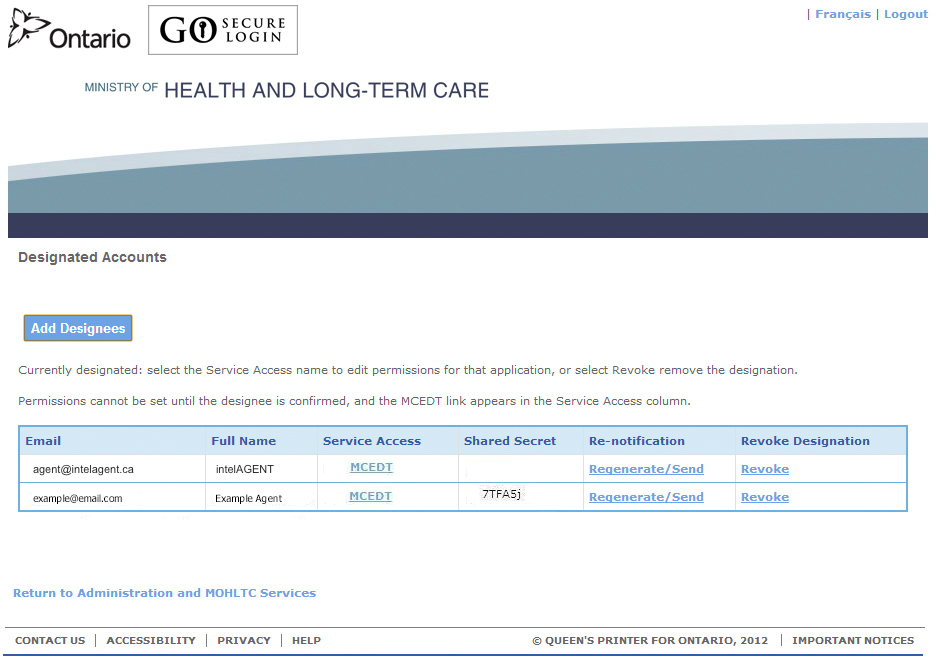 Ontario GO SECURE LOGIN | Français | Logout
MINISTRY OF HEALTH AND LONG-TERM CARE
Designated Accounts
Add Designees
Currently designated: select the Service Access name to edit permissions for that application, or select Revoke remove the designation.
Permissions cannot be set until the designee is confirmed, and the MCEDT link appears in the Service Access column.
Email Full Name Service Access Shared Secret Re-notification Revoke Designation
agent@intelagent.ca intelAGENT MCEDT Regenerate/Send Revoke
example@email.com Example Agent MCEDT 7TFA5j Regenerate/Send Revoke
Return to Administration and MOHLTC Services
CONTACT US | ACCESSIBILITY | PRIVACY | HELP © QUEEN'S PRINTER FOR ONTARIO, 2012 | IMPORTANT NOTICES